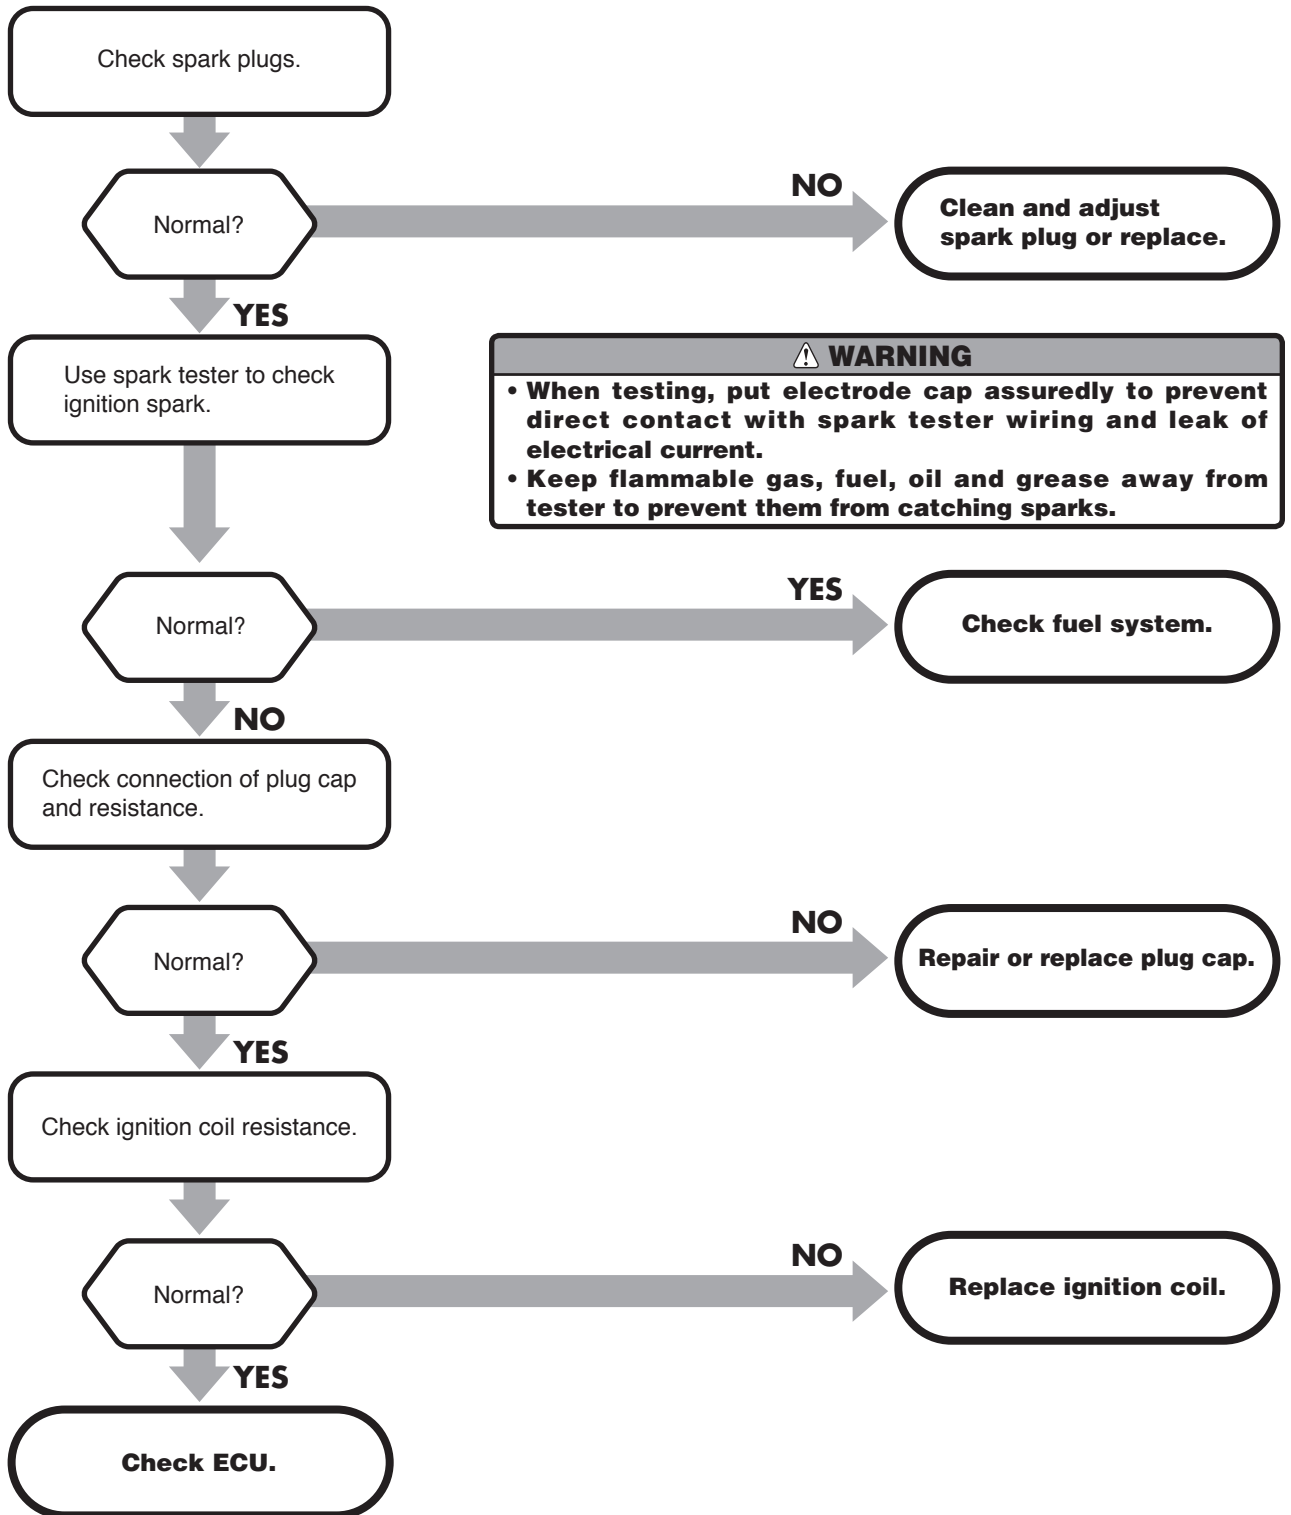 Check spark plugs.
Normal?
NO
Clean and adjust
spark plug or replace.
YES
Use spark tester to check
ignition spark.
WARNING
• When testing, put electrode cap assuredly to prevent
direct contact with spark tester wiring and leak of
electrical current.
• Keep flammable gas, fuel, oil and grease away from
tester to prevent them from catching sparks.
Normal?
YES
Check fuel system.
NO
Check connection of plug cap
and resistance.
Normal?
NO
Repair or replace plug cap.
YES
Check ignition coil resistance.
Normal?
NO
Replace ignition coil.
YES
Check ECU.